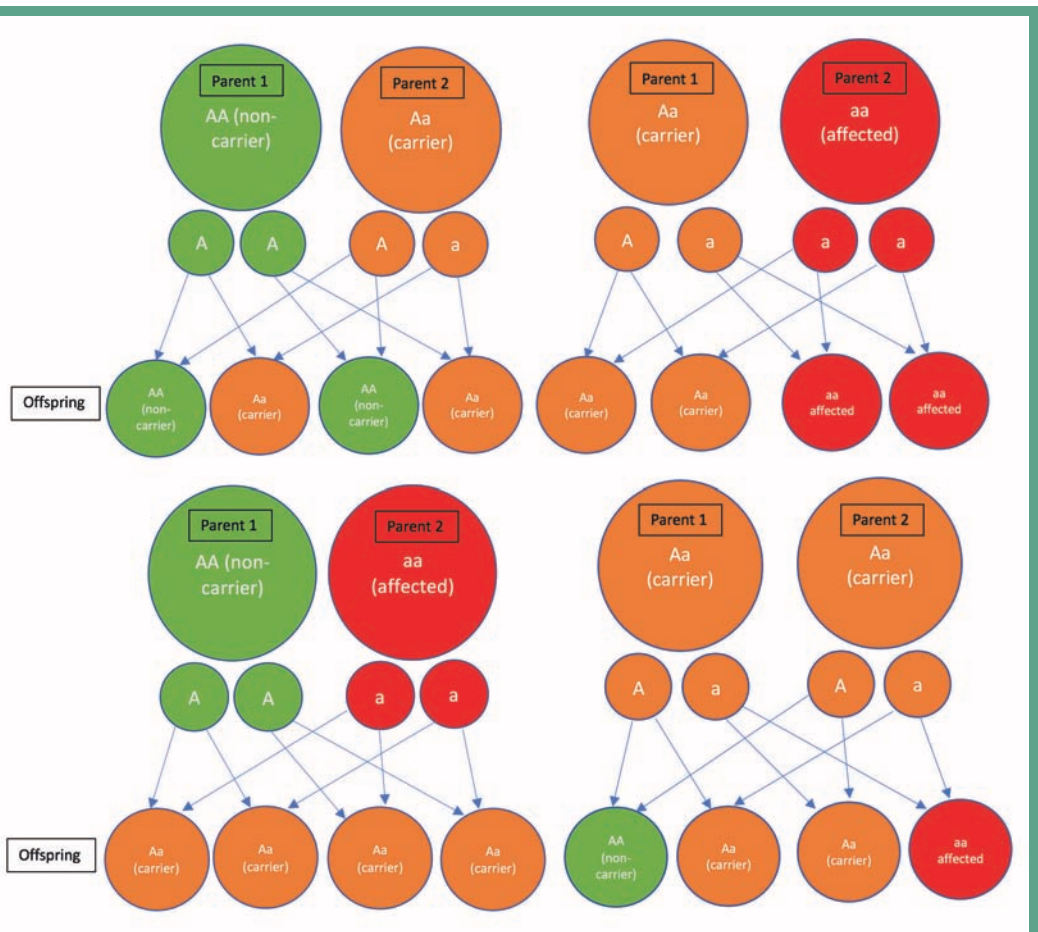 Parent 1
AA (non-
carrier)
Parent 2
Aa
(carrier)
Parent 1
Aa
(carrier)
Parent 2
aa
(affected)
A
A
A
a
A
a
a
a
Offspring
AA
(non-
carrier)
Aa
(carrier)
AA
(non-
carrier)
Aa
(carrier)
Aa
(carrier)
Aa
(carrier)
aa
affected
aa
affected
Parent 1
AA (non-
carrier)
Parent 2
aa
(affected)
Parent 1
Aa
(carrier)
Parent 2
Aa
(carrier)
A
A
a
a
A
a
A
a
Offspring
Aa
(carrier)
Aa
(carrier)
Aa
(carrier)
Aa
(carrier)
AA
(non-
carrier)
Aa
(carrier)
Aa
(carrier)
aa
affected